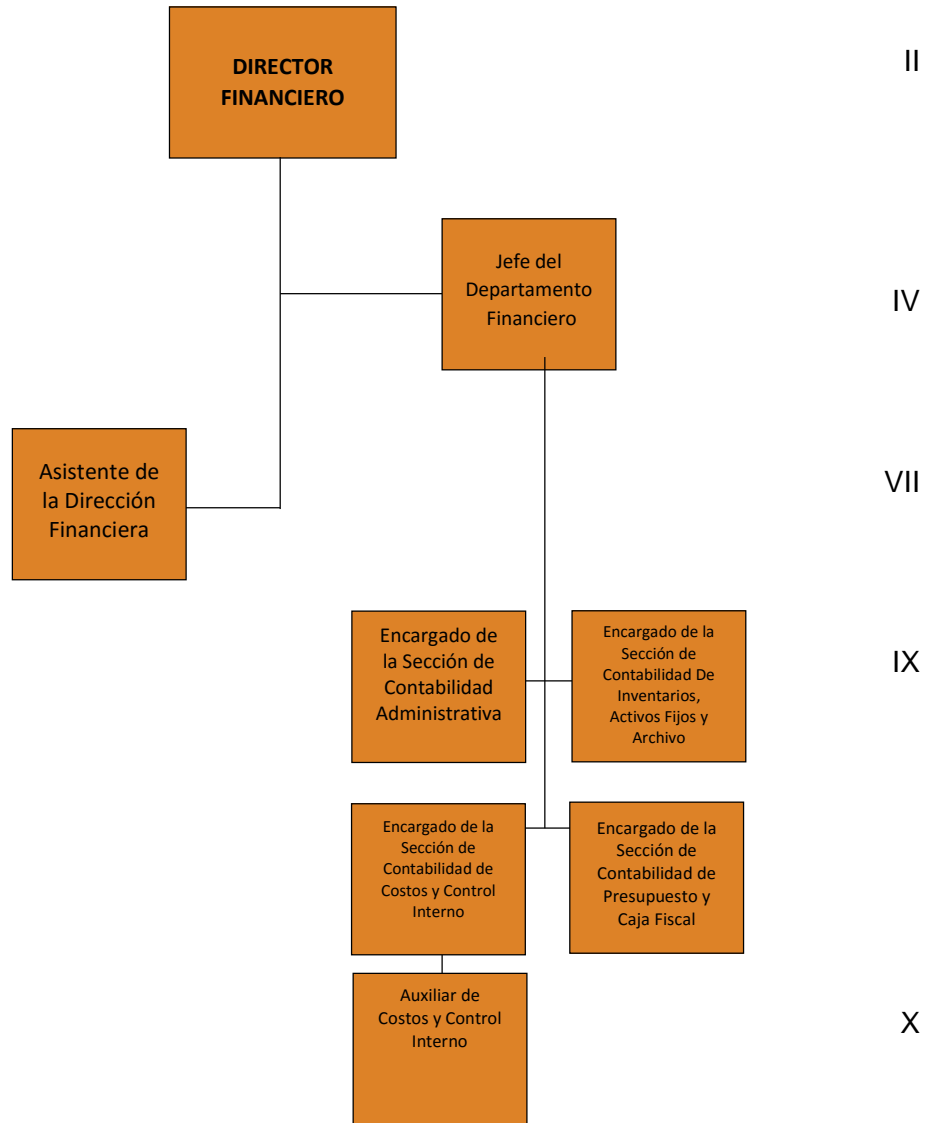 DIRECTOR
FINANCIERO
II
Jefe del
Departamento
Financiero
IV
Asistente de
la Dirección
Financiera
VII
Encargado de
la Sección de
Contabilidad
Administrativa
Encargado de la
Sección de
Contabilidad De
Inventarios,
Activos Fijos y
Archivo
IX
Encargado de la
Sección de
Contabilidad de
Costos y Control
Interno
Encargado de la
Sección de
Contabilidad de
Presupuesto y
Caja Fiscal
Auxiliar de
Costos y Control
Interno
X